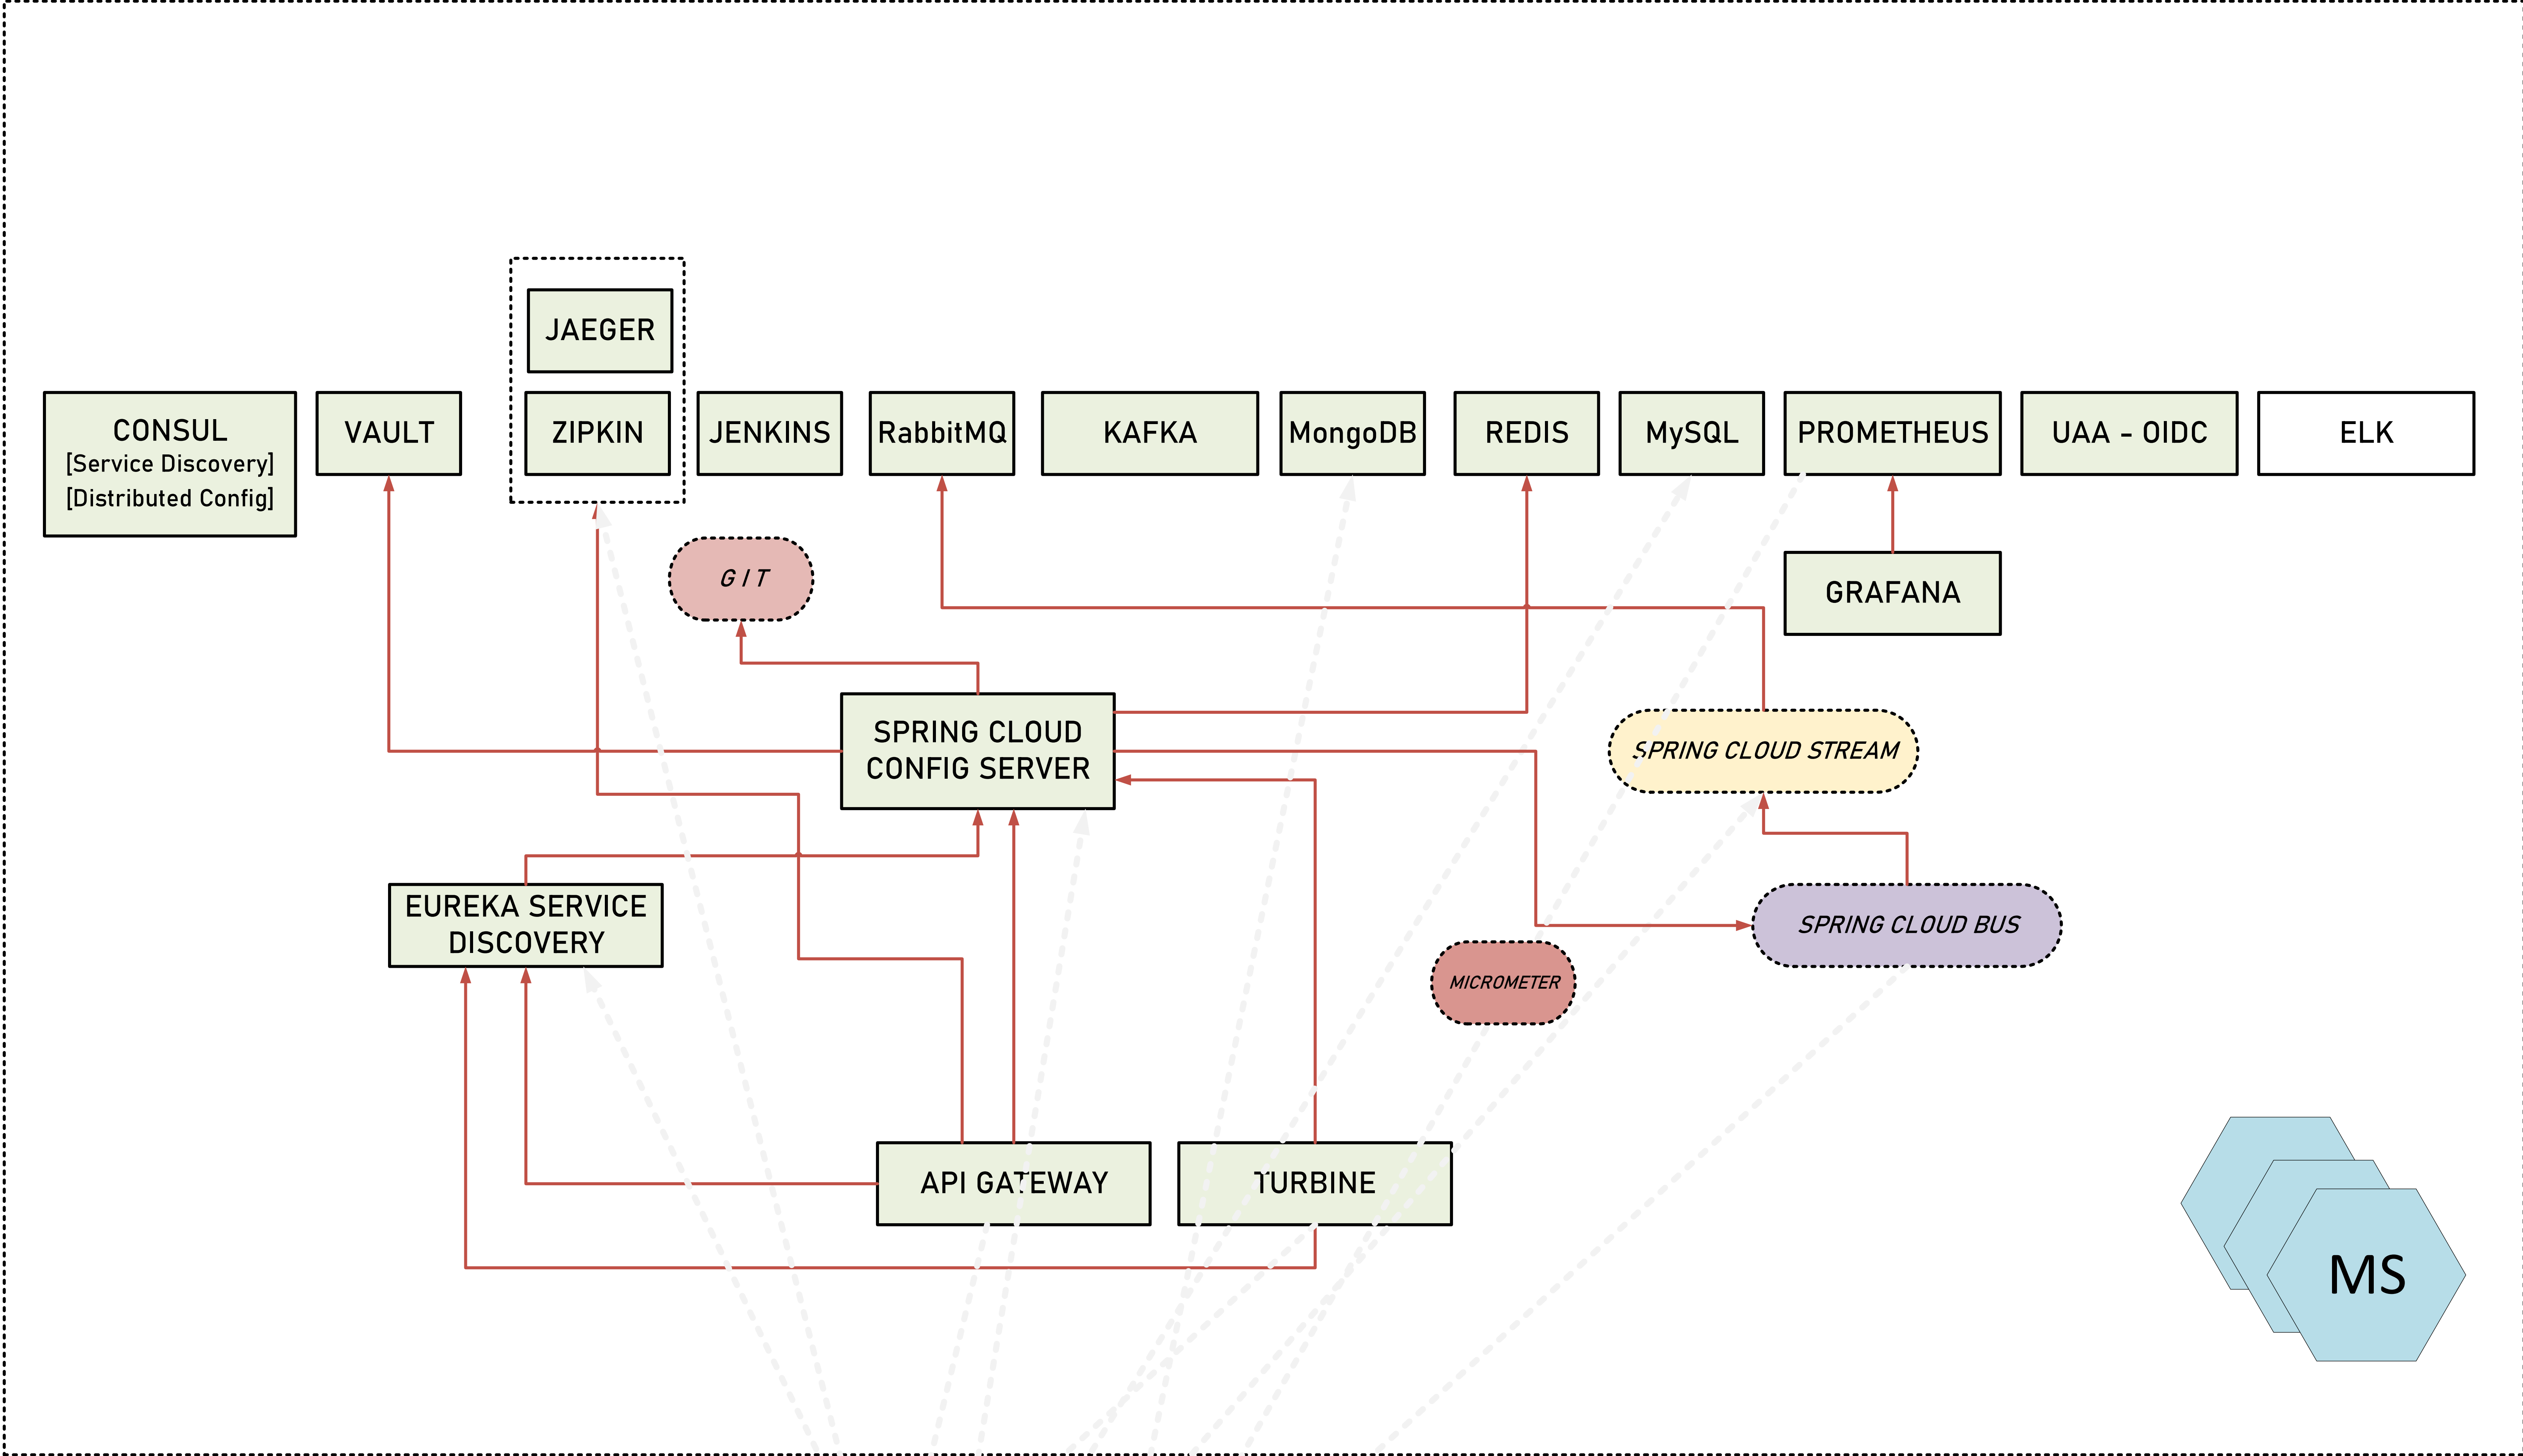 JAEGER
CONSUL
[Service Discovery]
[Distributed Config]
VAULT
ZIPKIN
JENKINS
RabbitMQ
KAFKA
MongoDB
REDIS
MySQL
PROMETHEUS
UAA - OIDC
ELK
G I T
GRAFANA
SPRING CLOUD
CONFIG SERVER
SPRING CLOUD STREAM
EUREKA SERVICE
DISCOVERY
SPRING CLOUD BUS
MICROMETER
API GATEWAY
TURBINE
MS